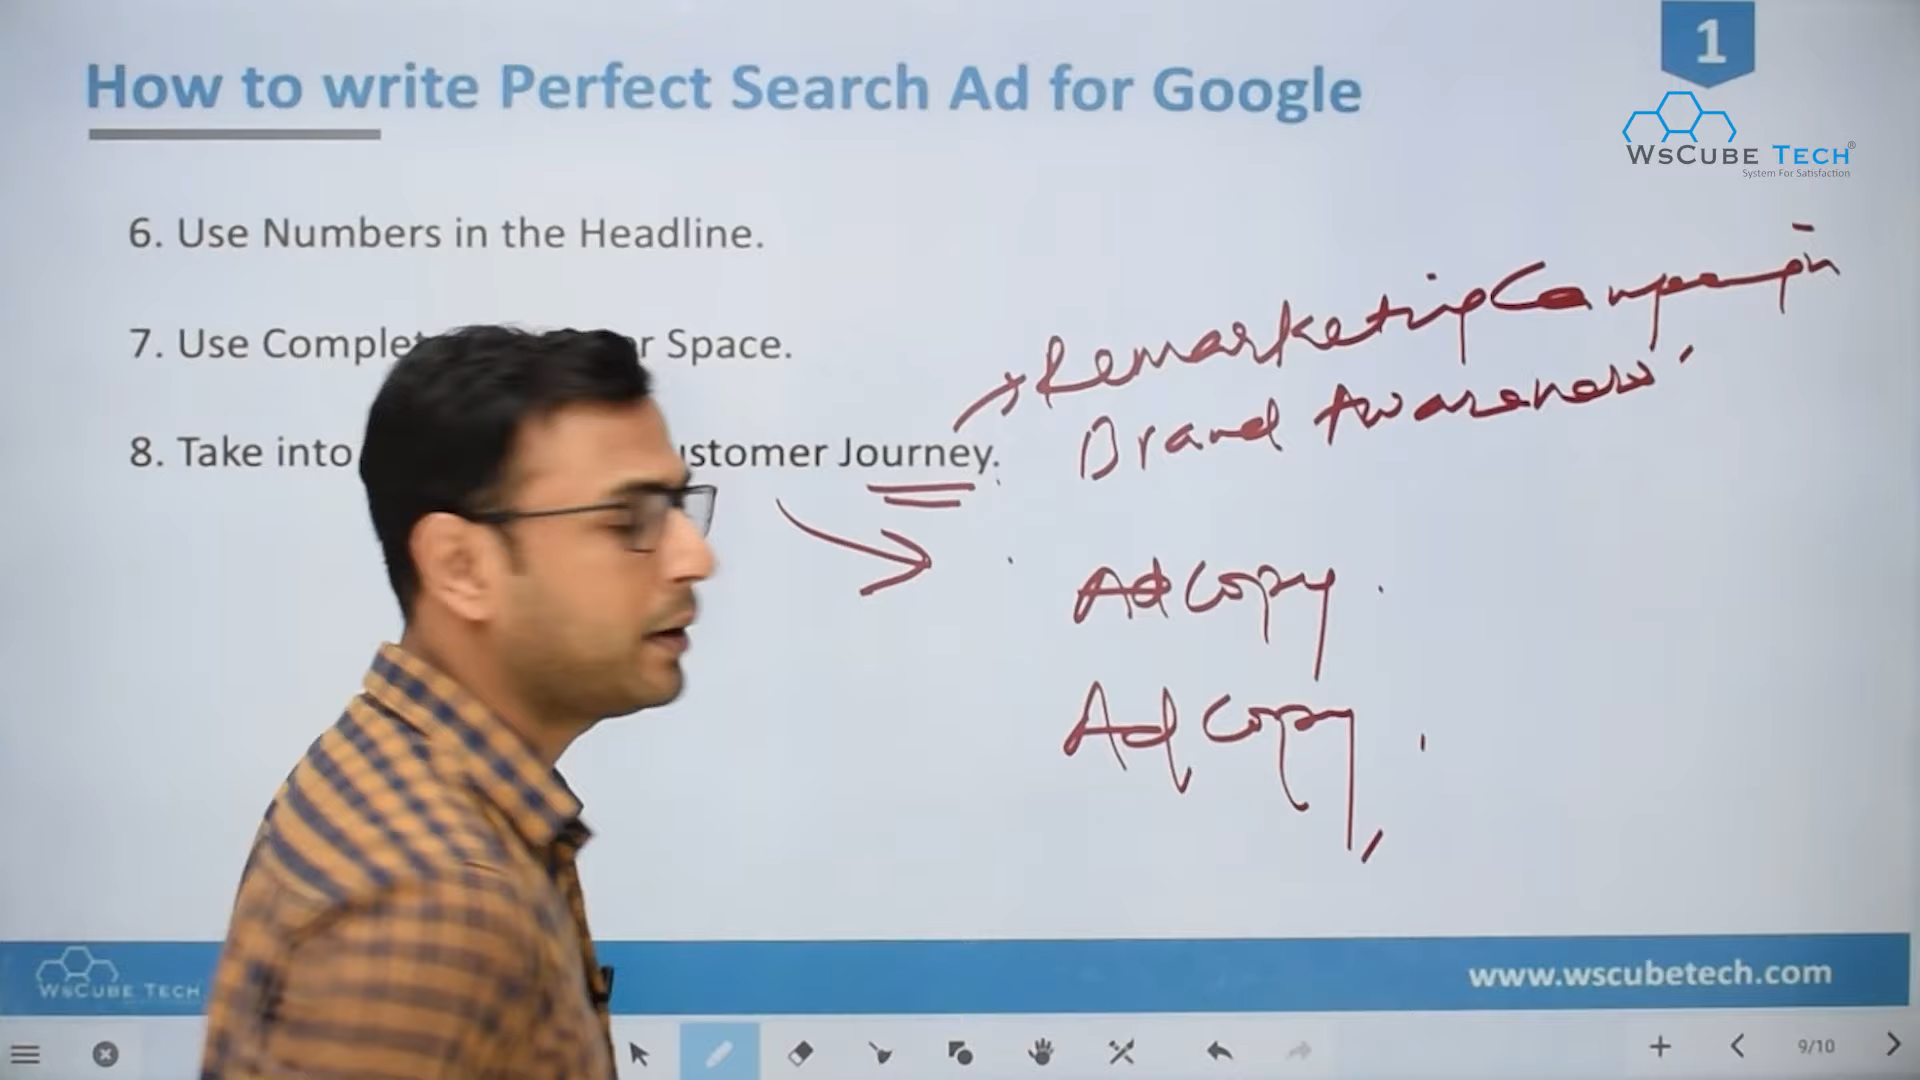 1
How to write Perfect Search Ad for Google
WsCube Tech®
System For Satisfaction
6. Use Numbers in the Headline.
7. Use Space.
8. Take into Journey.
Remarketing Campaign
Brand Awareness
Ad Copy
Ad Copy
WsCube Tech
www.wscubetech.com
9/10